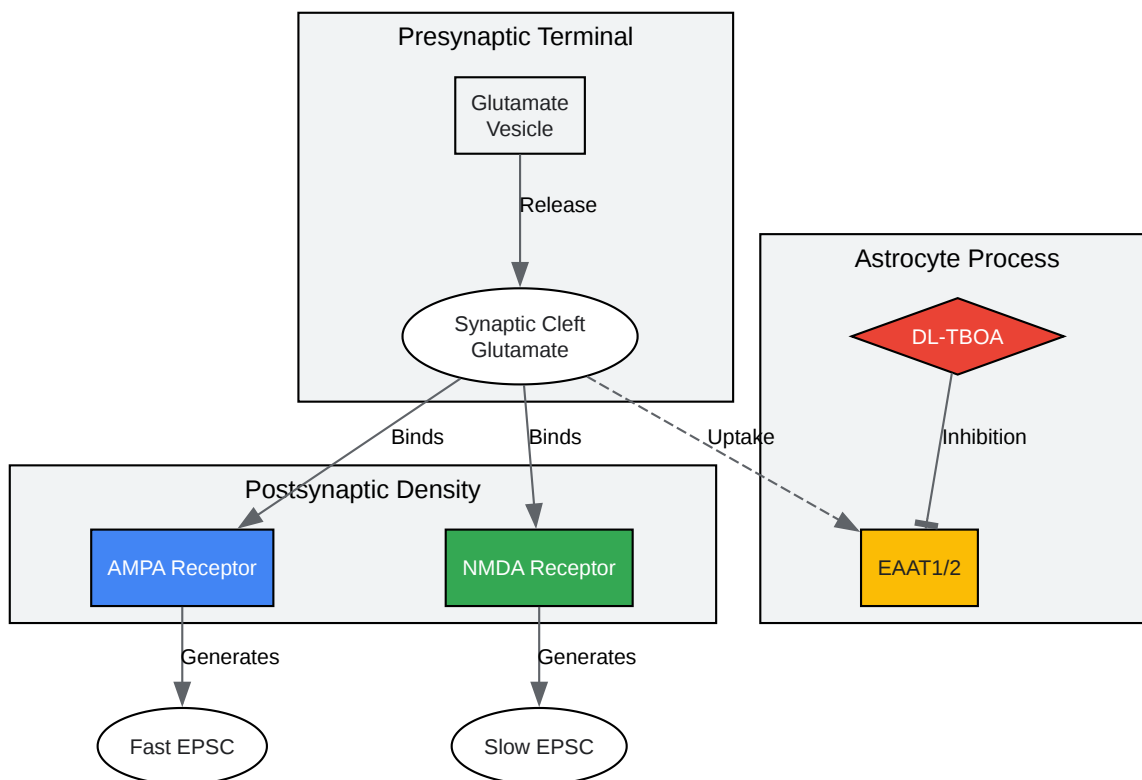 Presynaptic Terminal
Glutamate
Vesicle
Release
Astrocyte Process
Synaptic Cleft
Glutamate
DL-TBOA
Binds
Binds
Uptake
Inhibition
Postsynaptic Density
AMPA Receptor
NMDA Receptor
EAAT1/2
Generates
Generates
Fast EPSC
Slow EPSC